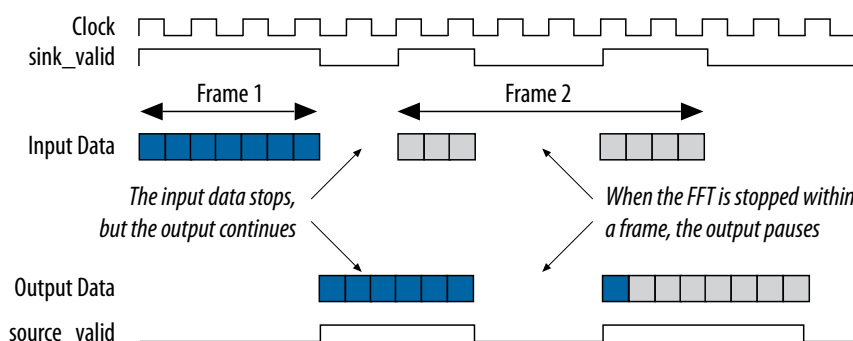 Clock
sink_valid
Frame 1
Frame 2
Input Data
The input data stops,
but the output continues
When the FFT is stopped within
a frame, the output pauses
Output Data
source_valid